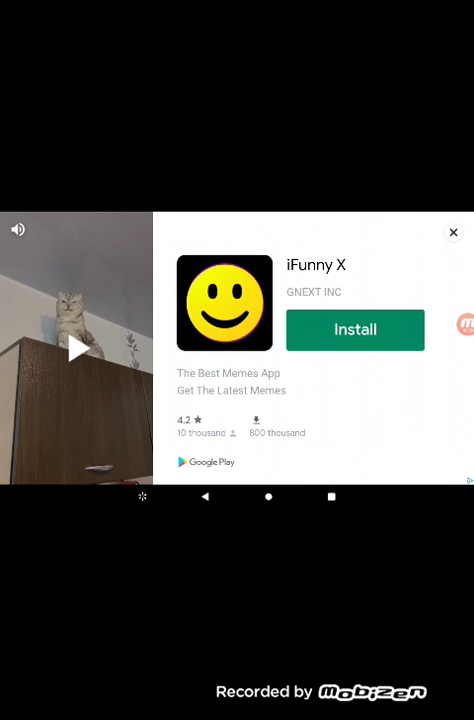 iFunny X
GNEXT INC
Install
The Best Memes App
Get The Latest Memes
4.2
10 thousand
800 thousand
Google Play
Recorded by Mobizen